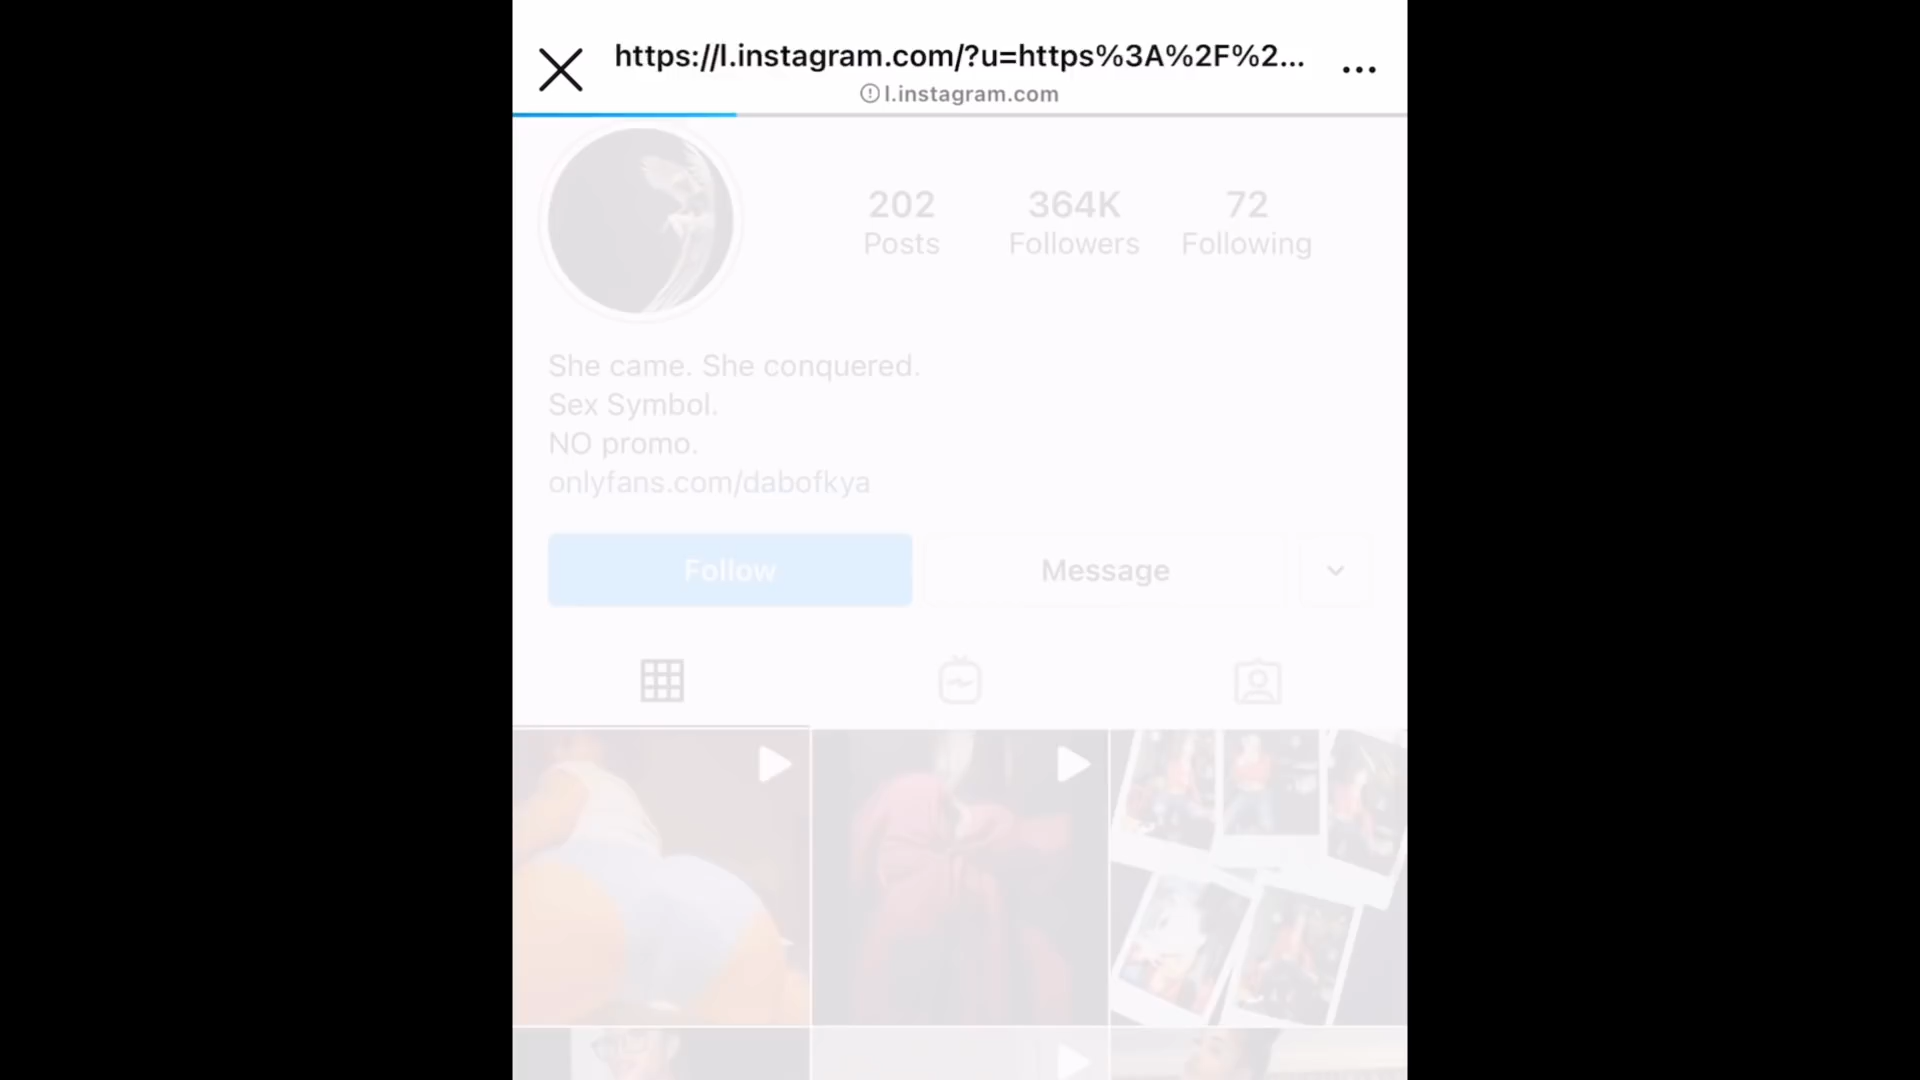 https://l.instagram.com/?u=https%3A%2F%2...
l.instagram.com
202
364K
72
Posts
Followers
Following
She came. She conquered.
Sex Symbol.
NO promo.
onlyfans.com/dabofkya
Follow
Message